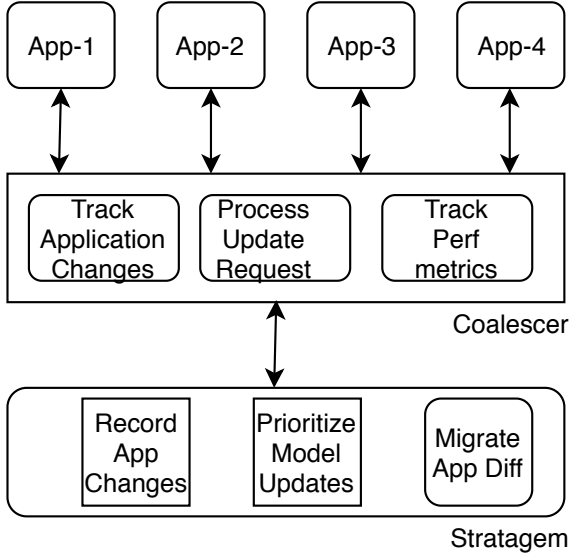 App-1 App-2 App-3 App-4
Track Process Track
Application Update Perf
Changes Request metrics
Coalescer
Record Prioritize Migrate
App Model App Diff
Changes Updates
Stratagem